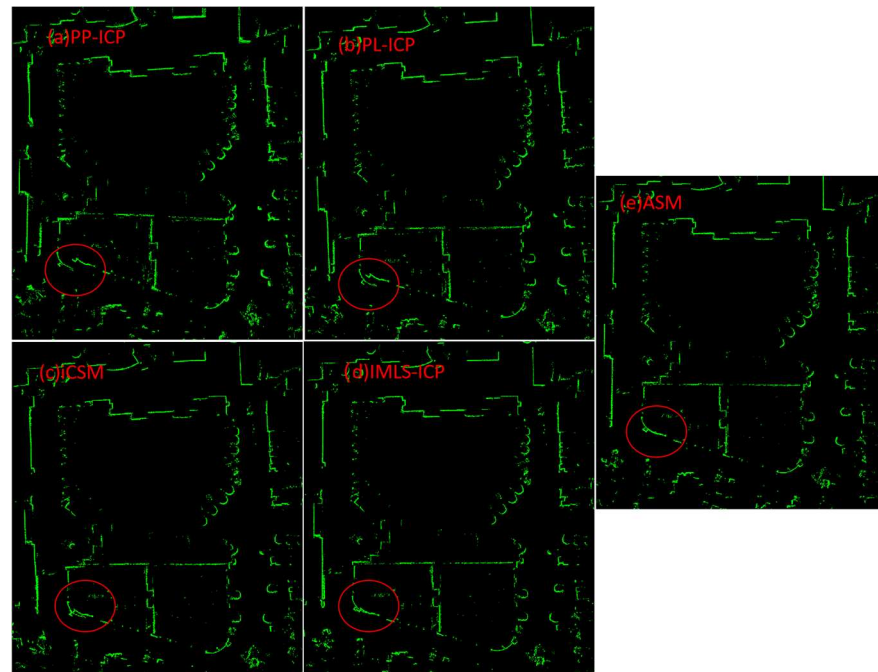 (a)PP-ICP
(b)PL-ICP
(c)iCSM
(d)IMLS-ICP
(e)ASM